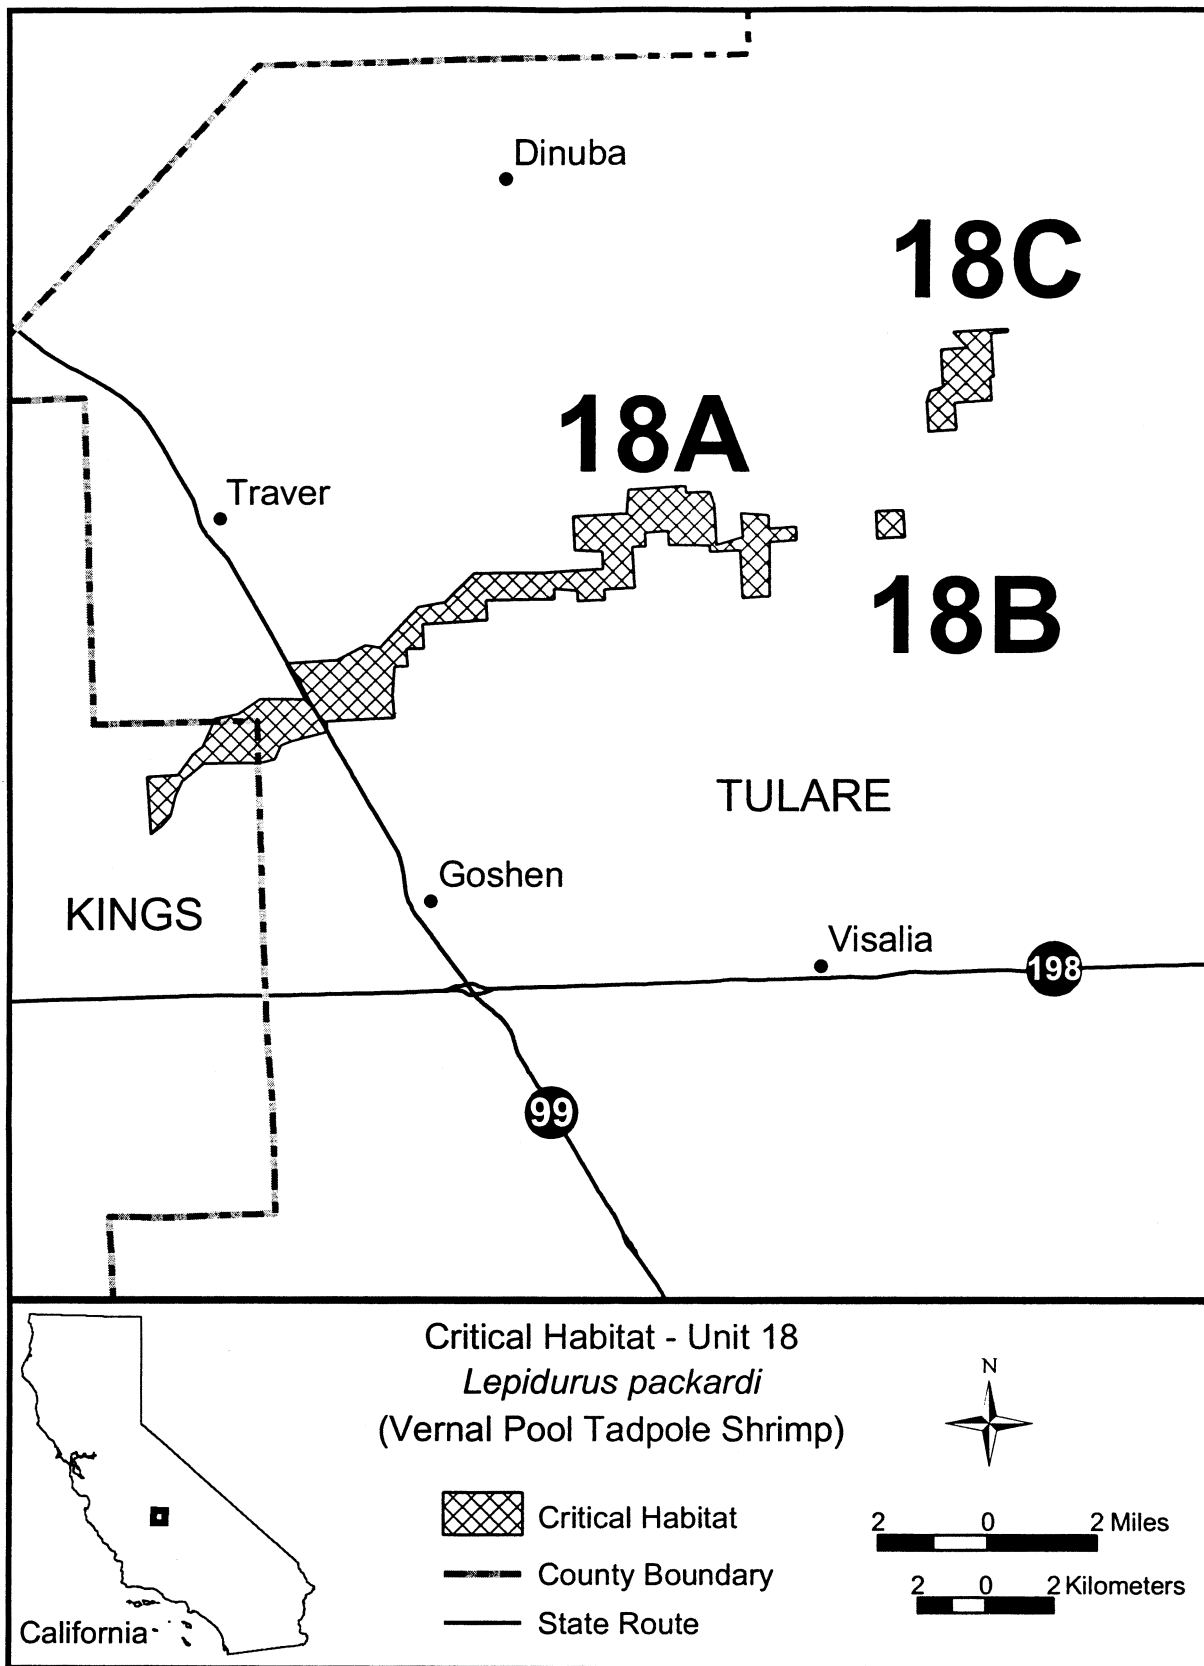 Dinuba
18C
18A
Traver
18B
TULARE
Goshen
KINGS
Visalia
198
99
Critical Habitat - Unit 18
Lepidurus packardi
(Vernal Pool Tadpole Shrimp)
N
Critical Habitat
2 0 2 Miles
County Boundary
2 0 2 Kilometers
State Route
California